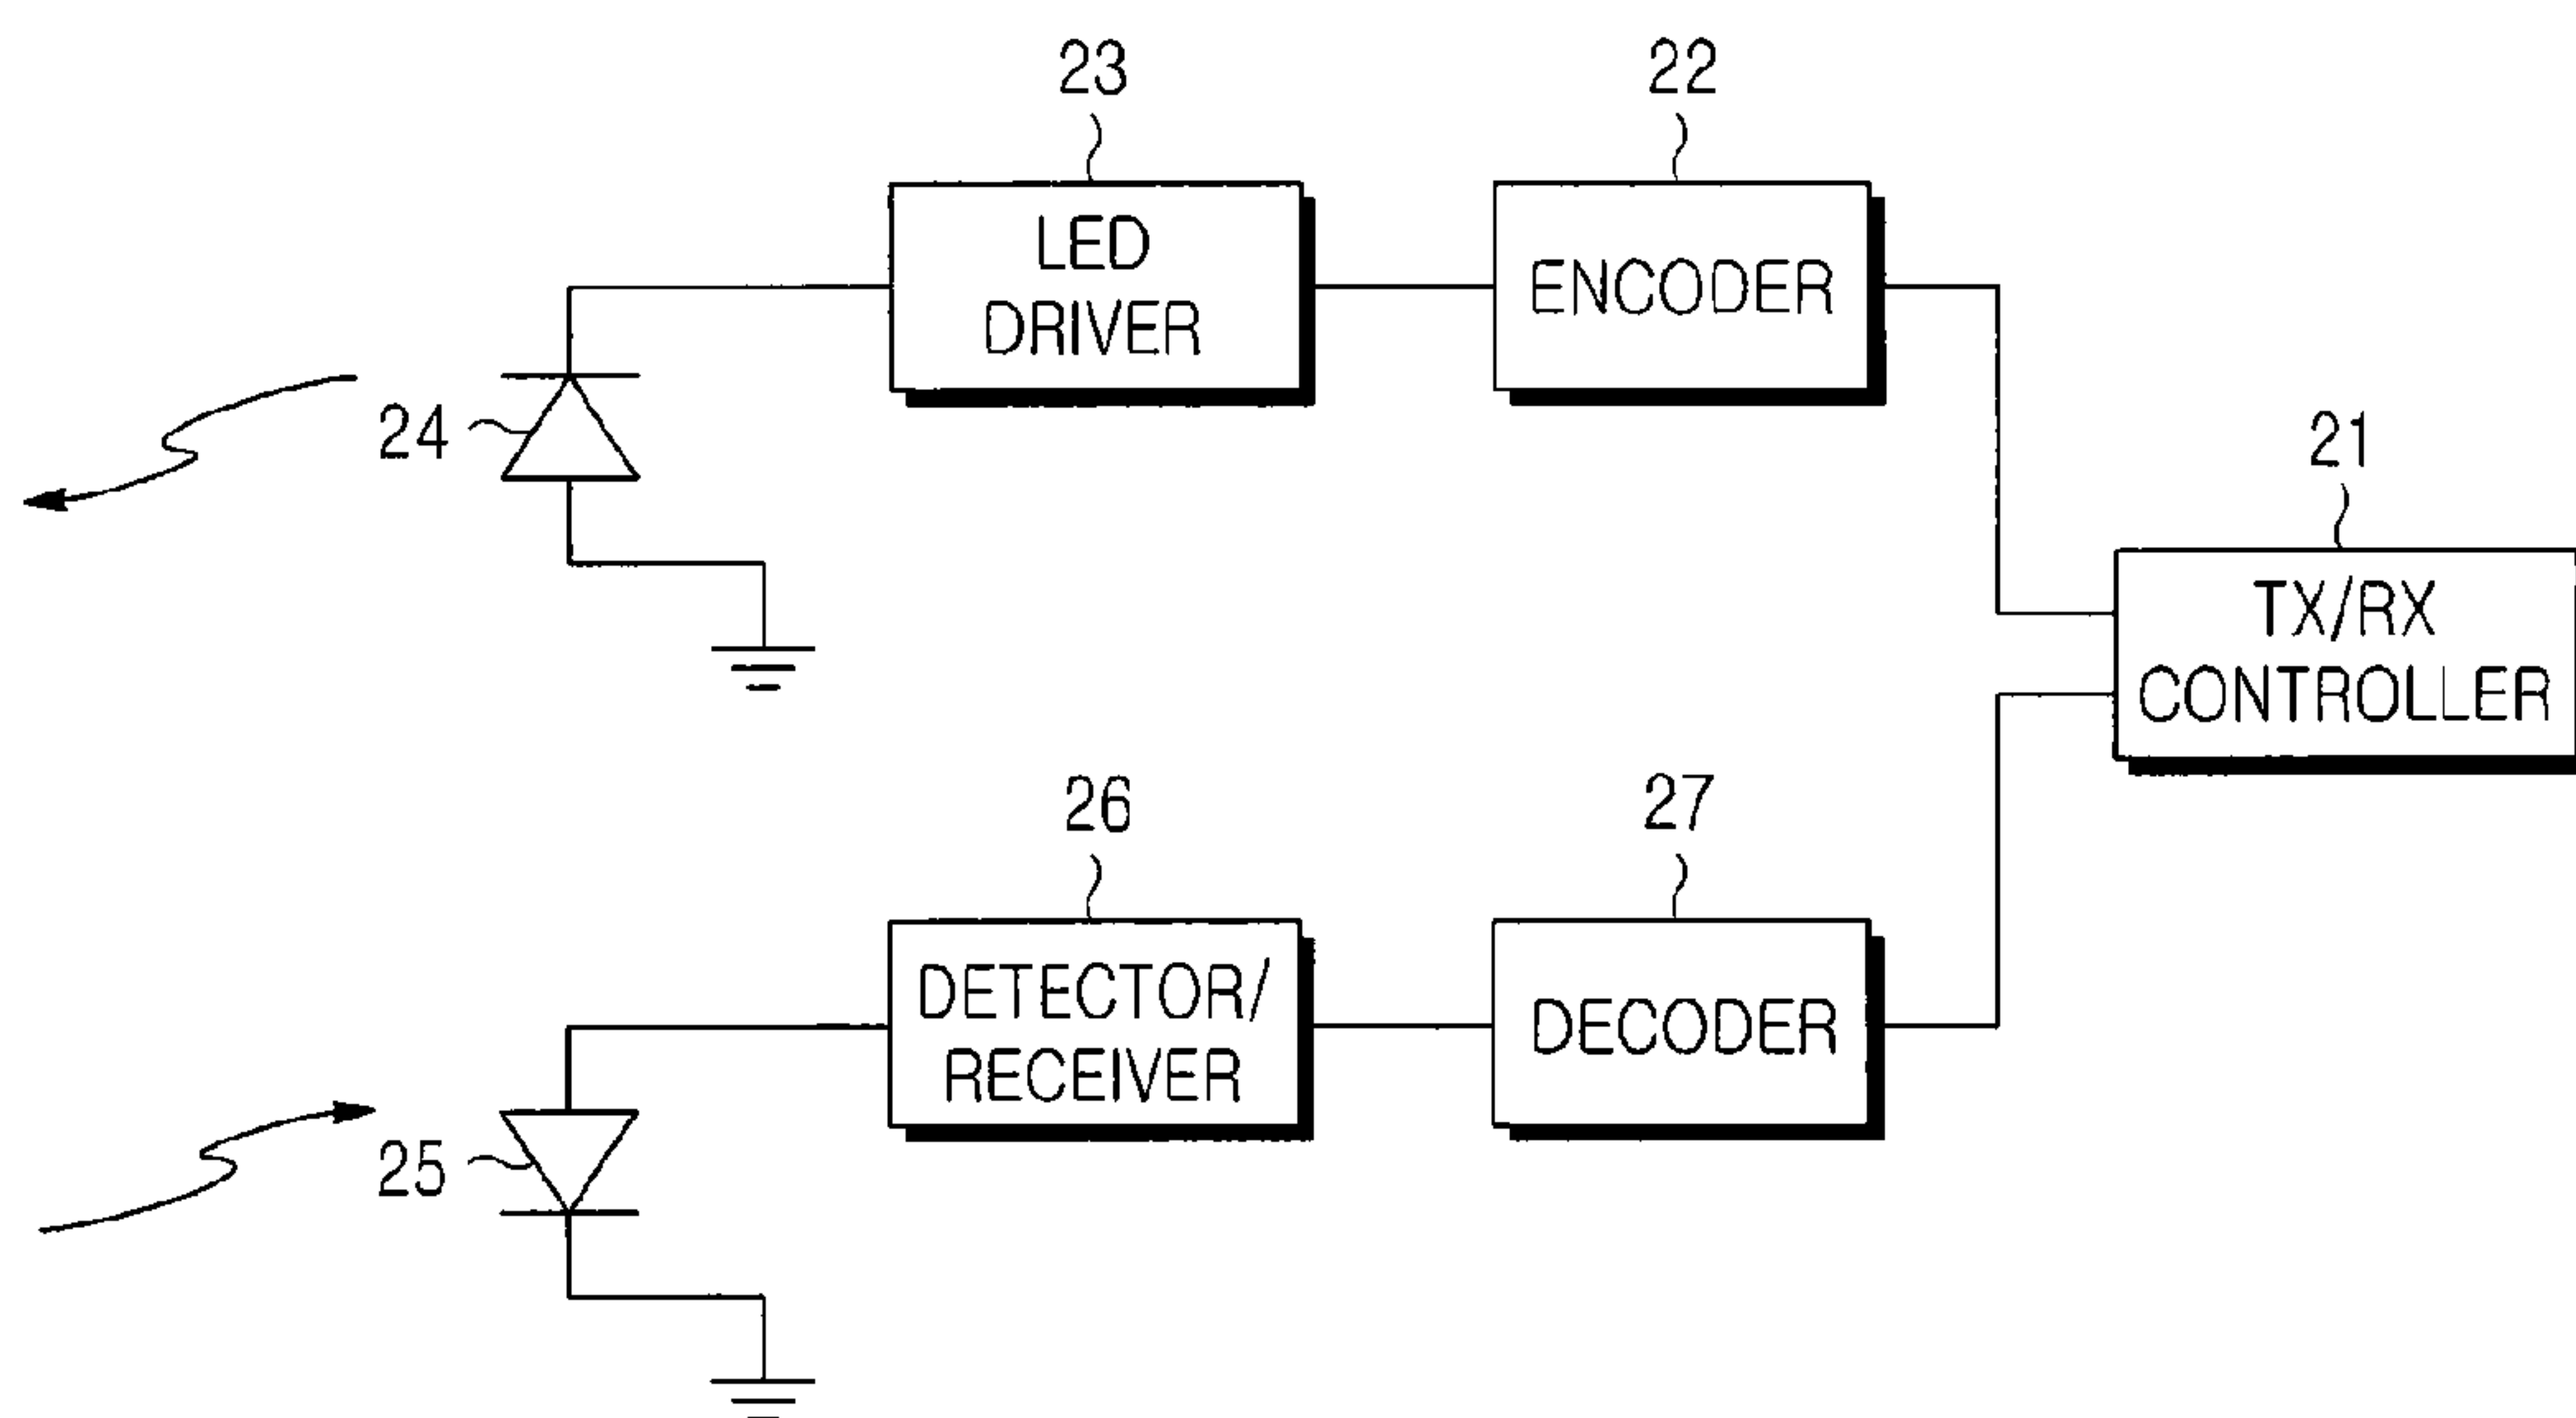 23
22
LED
DRIVER
ENCODER
24
21
TX/RX
CONTROLLER
26
27
DETECTOR/
RECEIVER
DECODER
25